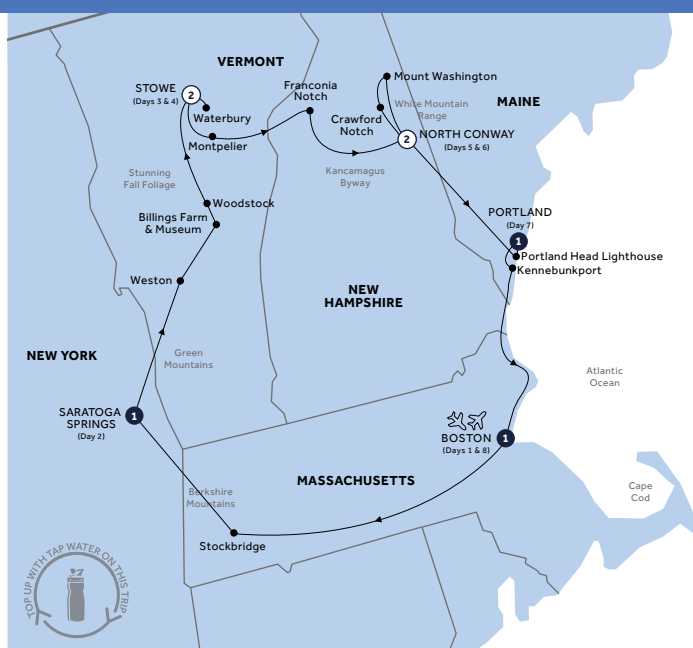 VERMONT
STOWE
(Days 3 & 4)
2
Waterbury
Montpelier
Franconia
Notch
Mount Washington
White Mountain
Range
Crawford
Notch
MAINE
2
NORTH CONWAY
(Days 5 & 6)
Kancamagus
Byway
Stunning
Fall Foliage
Woodstock
Billings Farm
& Museum
PORTLAND
(Day 7)
1
Portland Head Lighthouse
Kennebunkport
Weston
NEW
HAMPSHIRE
NEW YORK
Green
Mountains
Atlantic
Ocean
SARATOGA
SPRINGS
(Day 2)
1
BOSTON
(Days 1 & 8)
1
MASSACHUSETTS
Berkshire
Mountains
Cape
Cod
Stockbridge
TOP UP WITH TAP WATER ON THIS TRIP